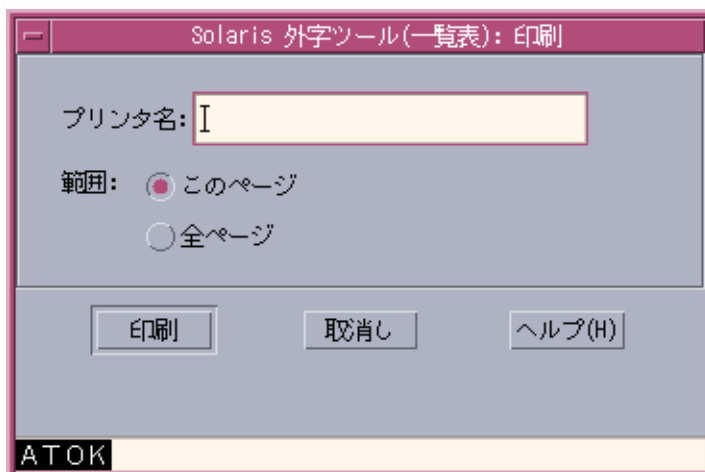 Solaris 外字ツール(一覧表): 印刷
プリンタ名:
範囲: このページ
全ページ
印刷 取消し ヘルプ(H)
ATOK